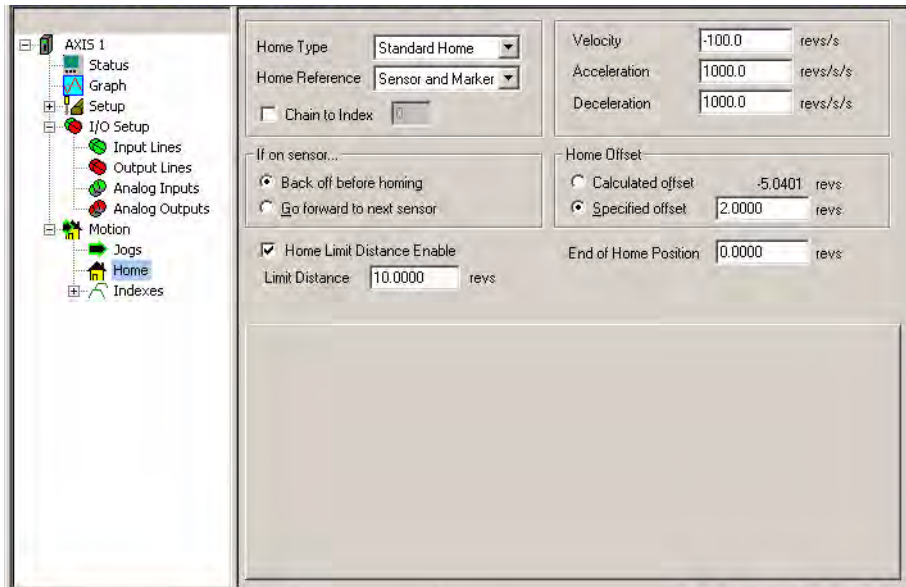 AXIS 1
Status
Graph
Setup
I/O Setup
Input Lines
Output Lines
Analog Inputs
Analog Outputs
Motion
Jogs
Home
Indexes
Home Type Standard Home
Home Reference Sensor and Marker
Chain to Index 0
Velocity -100.0 revs/s
Acceleration 1000.0 revs/s/s
Deceleration 1000.0 revs/s/s
If on sensor...
Back off before homing
Go forward to next sensor
Home Offset
Calculated offset -5.0401 revs
Specified offset 2.0000 revs
Home Limit Distance Enable
Limit Distance 10.0000 revs
End of Home Position 0.0000 revs